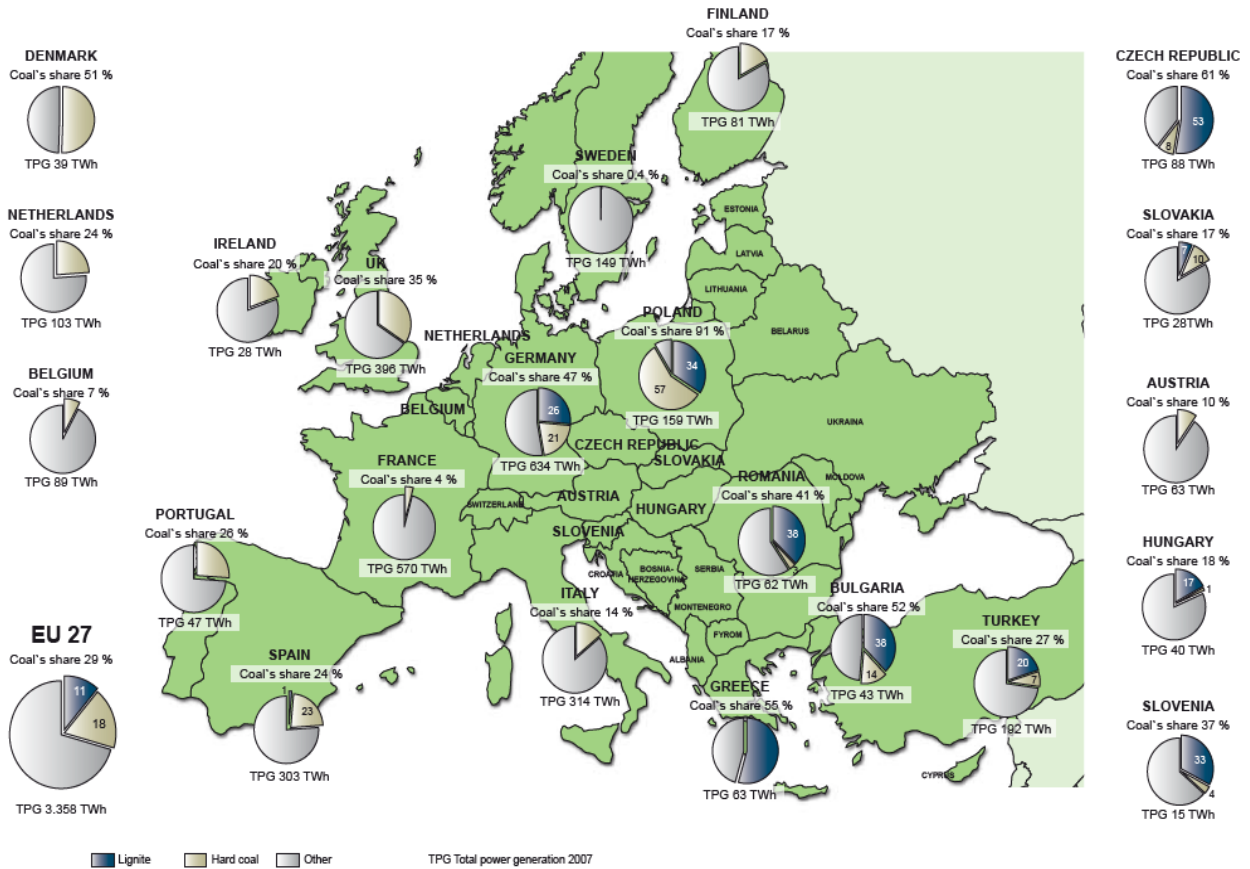 FINLAND
Coal`s share 17 %
TPG 81 TWh
DENMARK
Coal`s share 51 %
TPG 39 TWh
CZECH REPUBLIC
Coal`s share 61 %
53
8
TPG 88 TWh
SWEDEN
Coal`s share 0,4 %
TPG 149 TWh
NETHERLANDS
Coal`s share 24 %
TPG 103 TWh
IRELAND
Coal`s share 20 %
TPG 28 TWh
UK
Coal`s share 35 %
TPG 396 TWh
ESTONIA
LATVIA
LITHUANIA
BELARUS
SLOVAKIA
Coal`s share 17 %
7
10
TPG 28TWh
POLAND
Coal`s share 91 %
34
57
TPG 159 TWh
NETHERLANDS
GERMANY
Coal`s share 47 %
26
21
TPG 634 TWh
BELGIUM
Coal`s share 7 %
TPG 89 TWh
BELGIUM
AUSTRIA
Coal`s share 10 %
TPG 63 TWh
UKRAINA
CZECH REPUBLIC
SLOVAKIA
FRANCE
Coal`s share 4 %
TPG 570 TWh
SWITZERLAND
AUSTRIA
HUNGARY
SLOVENIA
ROMANIA
Coal`s share 41 %
38
3
TPG 62 TWh
MOLDOVA
PORTUGAL
Coal`s share 26 %
TPG 47 TWh
HUNGARY
Coal`s share 18 %
17
1
TPG 40 TWh
CROATIA
BOSNIA-
HERZEGOVINA
SERBIA
MONTENEGRO
FYROM
ALBANIA
ITALY
Coal`s share 14 %
TPG 314 TWh
BULGARIA
Coal`s share 52 %
38
14
TPG 43 TWh
TURKEY
Coal`s share 27 %
20
7
TPG 192 TWh
EU 27
Coal`s share 29 %
11
18
TPG 3.358 TWh
SPAIN
Coal`s share 24 %
1
23
TPG 303 TWh
GREECE
Coal`s share 55 %
TPG 63 TWh
CYPRUS
SLOVENIA
Coal`s share 37 %
33
4
TPG 15 TWh
Lignite
Hard coal
Other
TPG Total power generation 2007